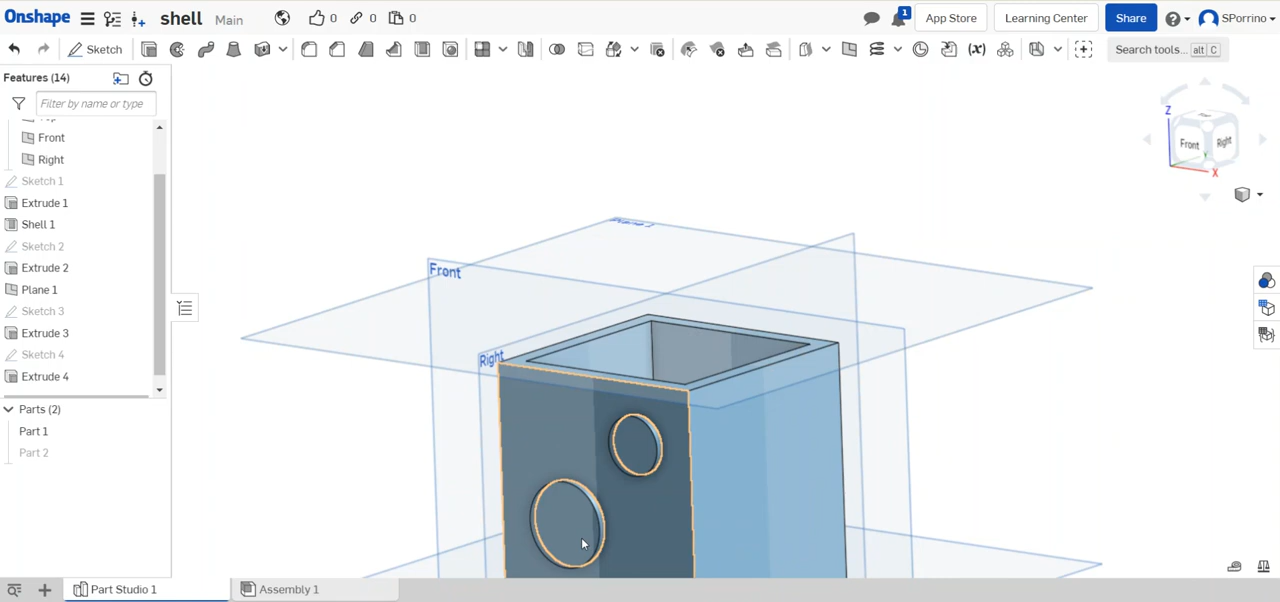 Onshape shell Main 0 0 0 1 App Store Learning Center Share SPorrino
Sketch (x) Search tools... alt C
Features (14)
Filter by name or type
Front
Right
Sketch 1
Extrude 1
Shell 1
Sketch 2
Extrude 2
Plane 1
Sketch 3
Extrude 3
Sketch 4
Extrude 4
Parts (2)
Part 1
Part 2
Front
Right
Z
Front Right
X
Part Studio 1 Assembly 1